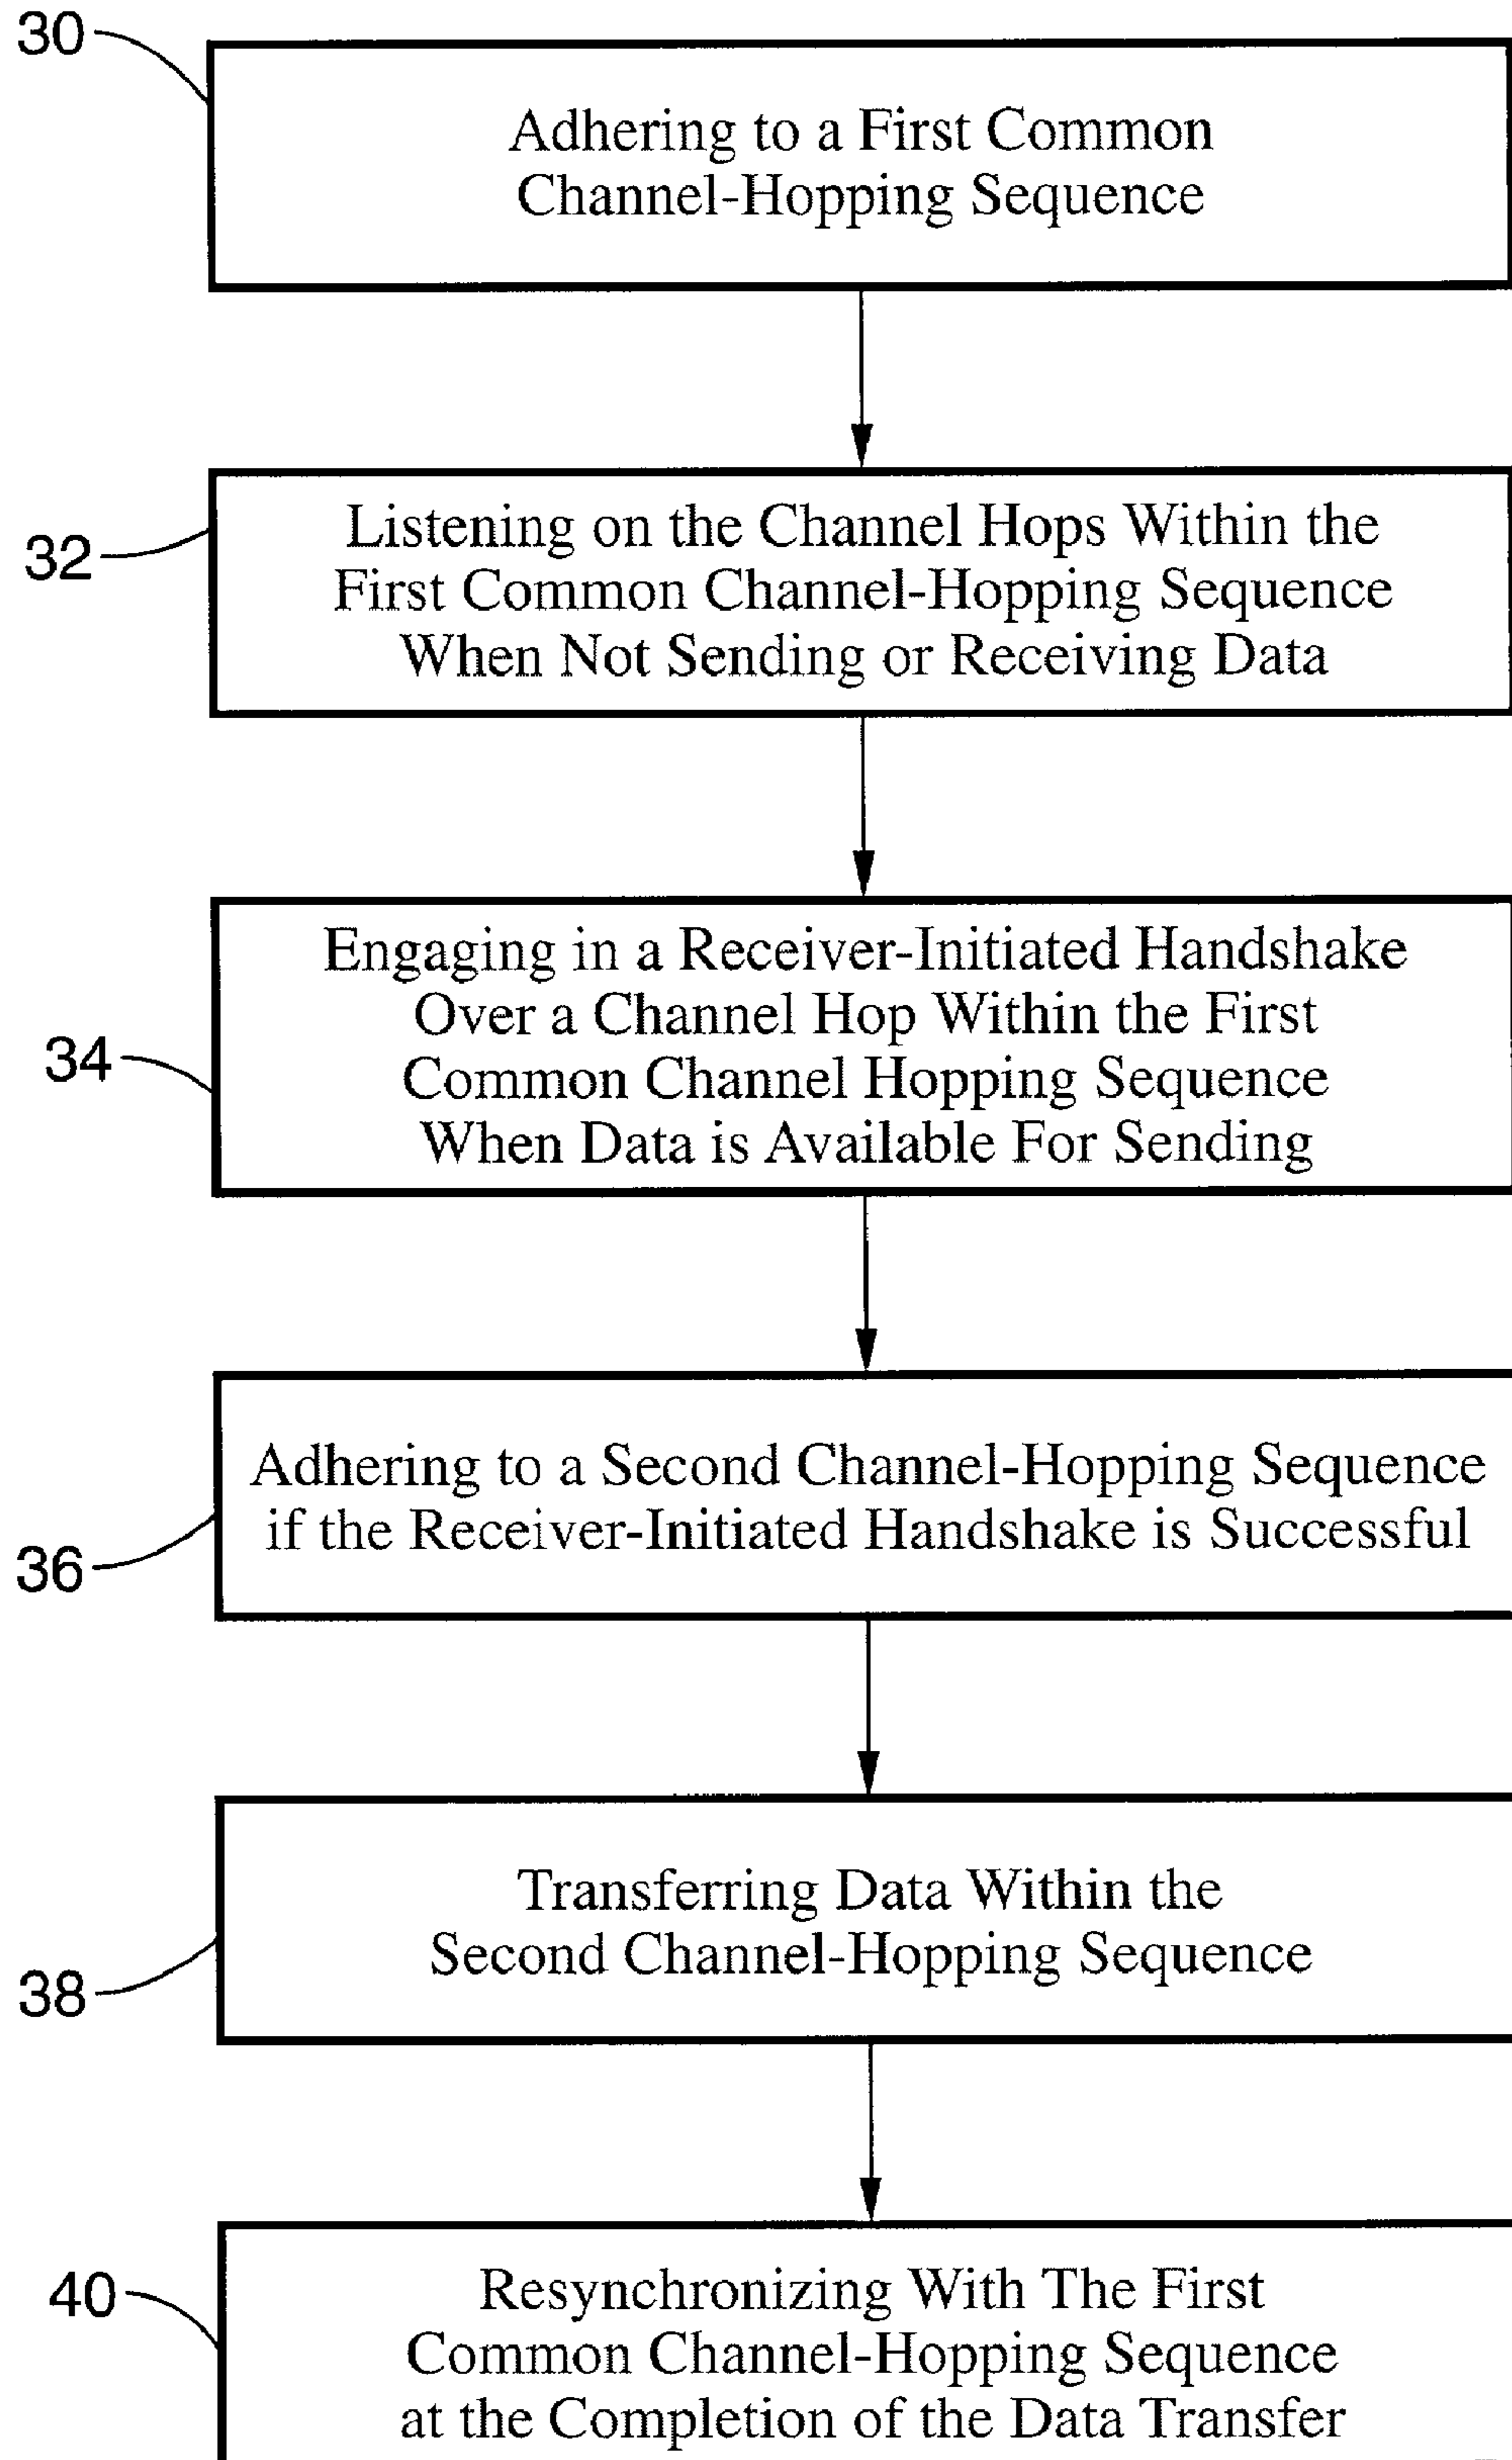 30
Adhering to a First Common
Channel-Hopping Sequence
32
Listening on the Channel Hops Within the
First Common Channel-Hopping Sequence
When Not Sending or Receiving Data
34
Engaging in a Receiver-Initiated Handshake
Over a Channel Hop Within the First
Common Channel Hopping Sequence
When Data is Available For Sending
36
Adhering to a Second Channel-Hopping Sequence
if the Receiver-Initiated Handshake is Successful
38
Transferring Data Within the
Second Channel-Hopping Sequence
40
Resynchronizing With The First
Common Channel-Hopping Sequence
at the Completion of the Data Transfer